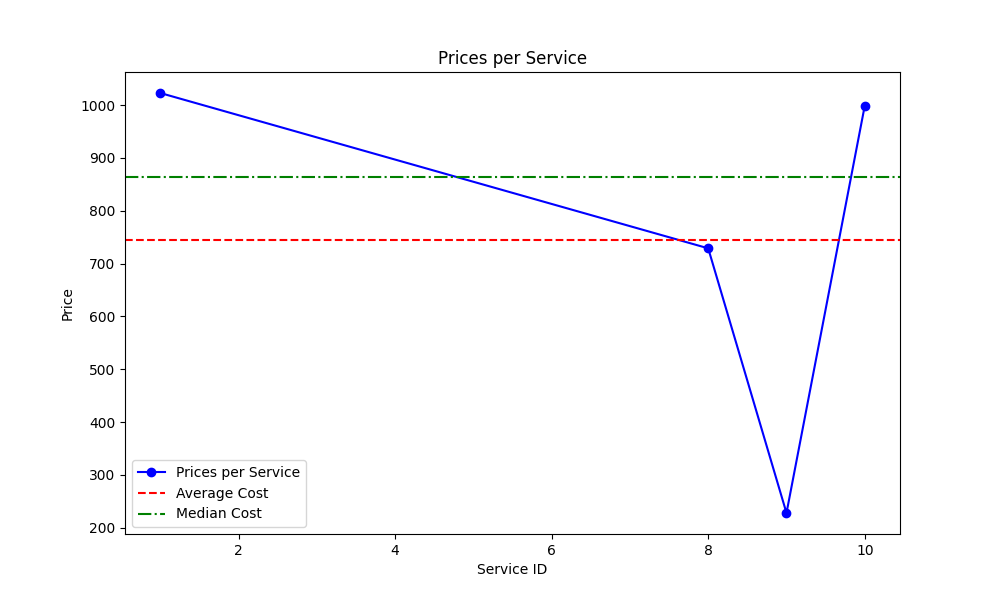 Prices per Service
1000
900
800
700
600
500
400
300
200
Price
Prices per Service
Average Cost
Median Cost
2 4 6 8 10
Service ID